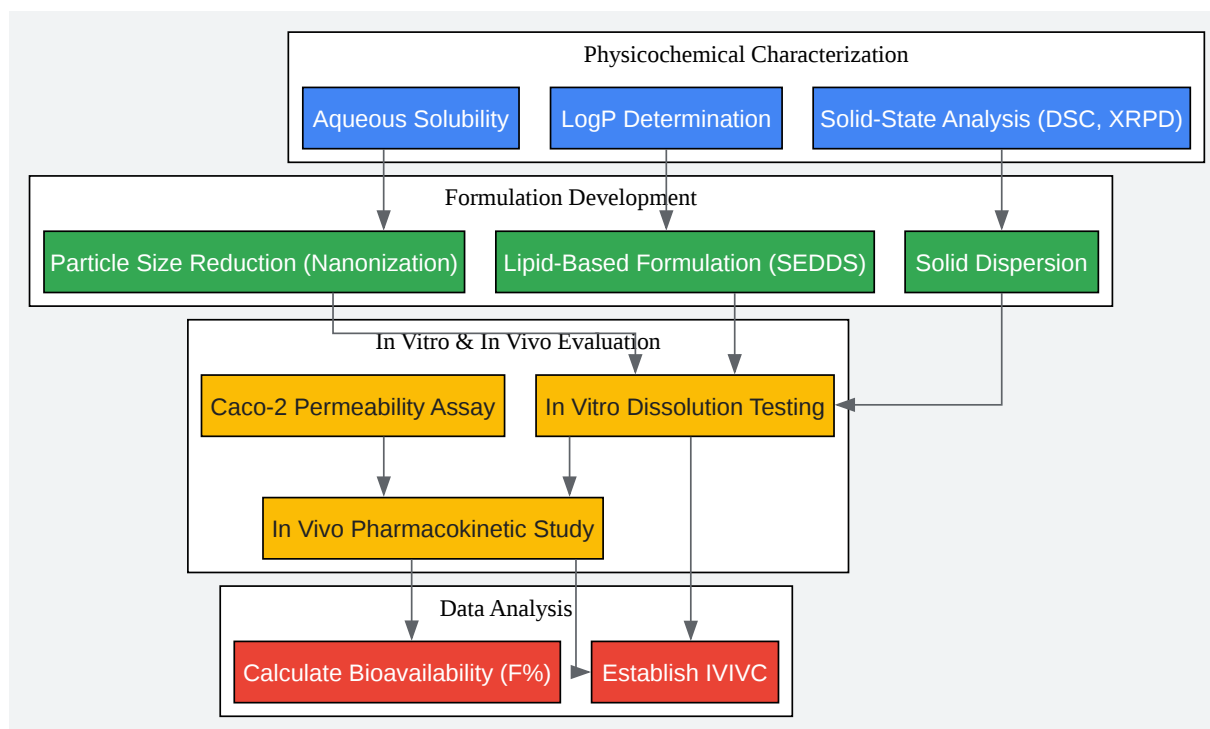 Physicochemical Characterization
Aqueous Solubility
LogP Determination
Solid-State Analysis (DSC, XRPD)
Formulation Development
Particle Size Reduction (Nanonization)
Lipid-Based Formulation (SEDDS)
Solid Dispersion
In Vitro & In Vivo Evaluation
Caco-2 Permeability Assay
In Vitro Dissolution Testing
In Vivo Pharmacokinetic Study
Data Analysis
Calculate Bioavailability (F%)
Establish IVIVC